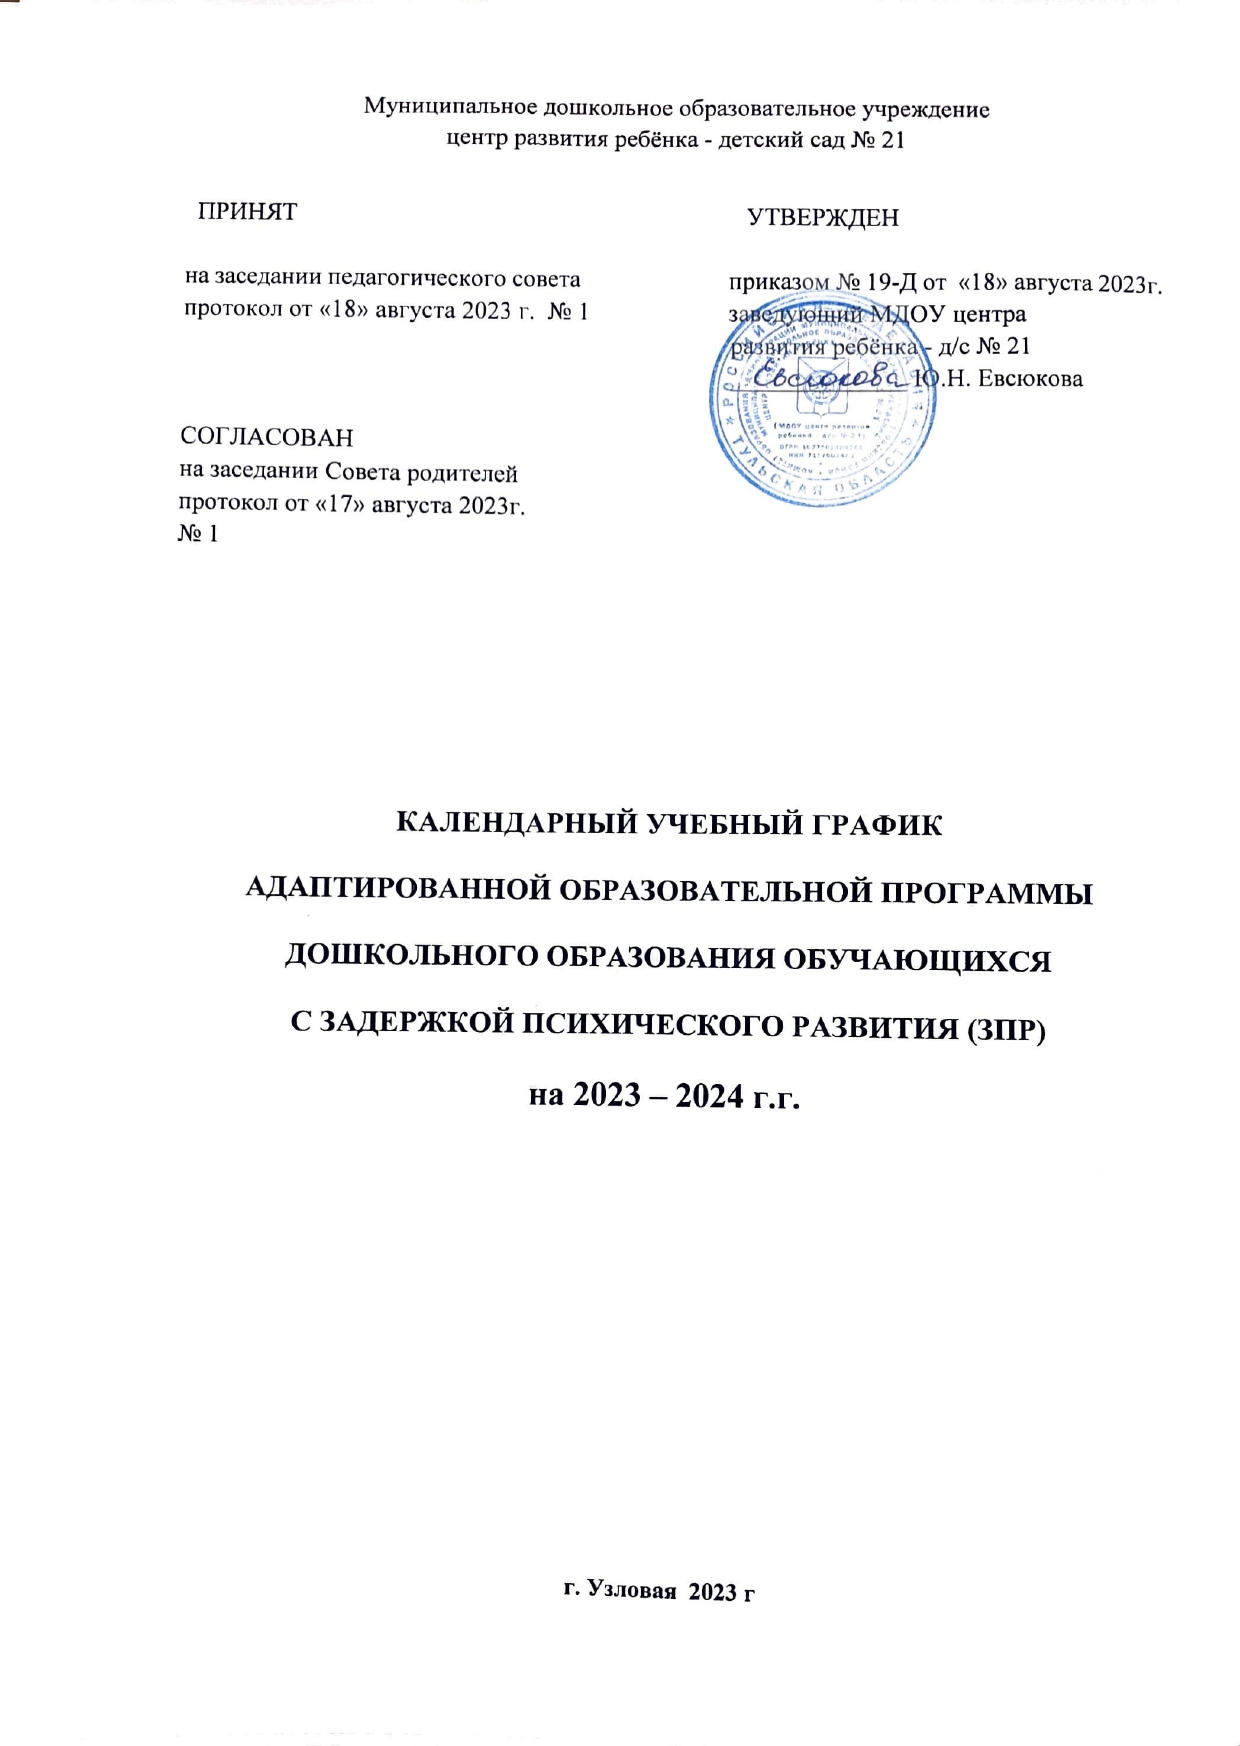 Муниципальное дошкольное образовательное учреждение
центр развития ребёнка - детский сад № 21
ПРИНЯТ
на заседании педагогического совета
протокол от «18» августа 2023 г.  № 1
СОГЛАСОВАН
на заседании Совета родителей
протокол от «17» августа 2023г.
№ 1
УТВЕРЖДЕН
приказом № 19-Д от  «18» августа 2023г.
заведующий МДОУ центра
развития ребёнка - д/с № 21
Евсюкова Ю.Н. Евсюкова
ТУЛЬСКАЯ ОБЛАСТЬ
КАЛЕНДАРНЫЙ УЧЕБНЫЙ ГРАФИК
АДАПТИРОВАННОЙ ОБРАЗОВАТЕЛЬНОЙ ПРОГРАММЫ
ДОШКОЛЬНОГО ОБРАЗОВАНИЯ ОБУЧАЮЩИХСЯ
С ЗАДЕРЖКОЙ ПСИХИЧЕСКОГО РАЗВИТИЯ (ЗПР)
на 2023 – 2024 г.г.
г. Узловая  2023 г